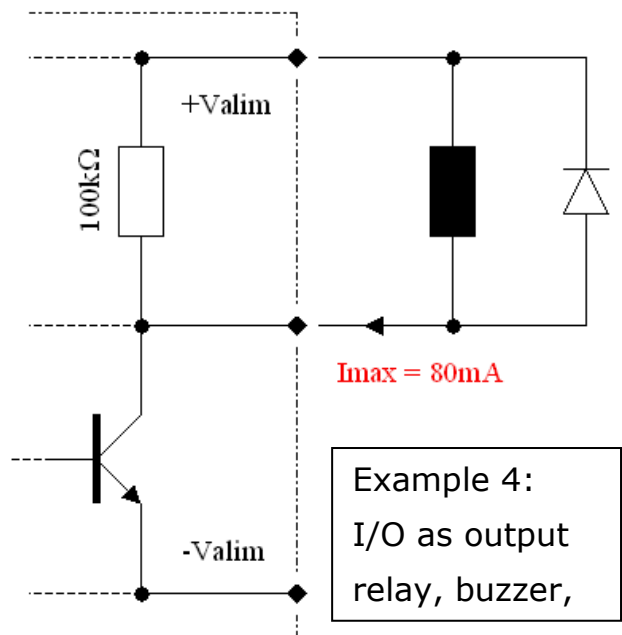 +Valim
100kΩ
Imax = 80mA
-Valim
Example 4:
I/O as output
relay, buzzer,